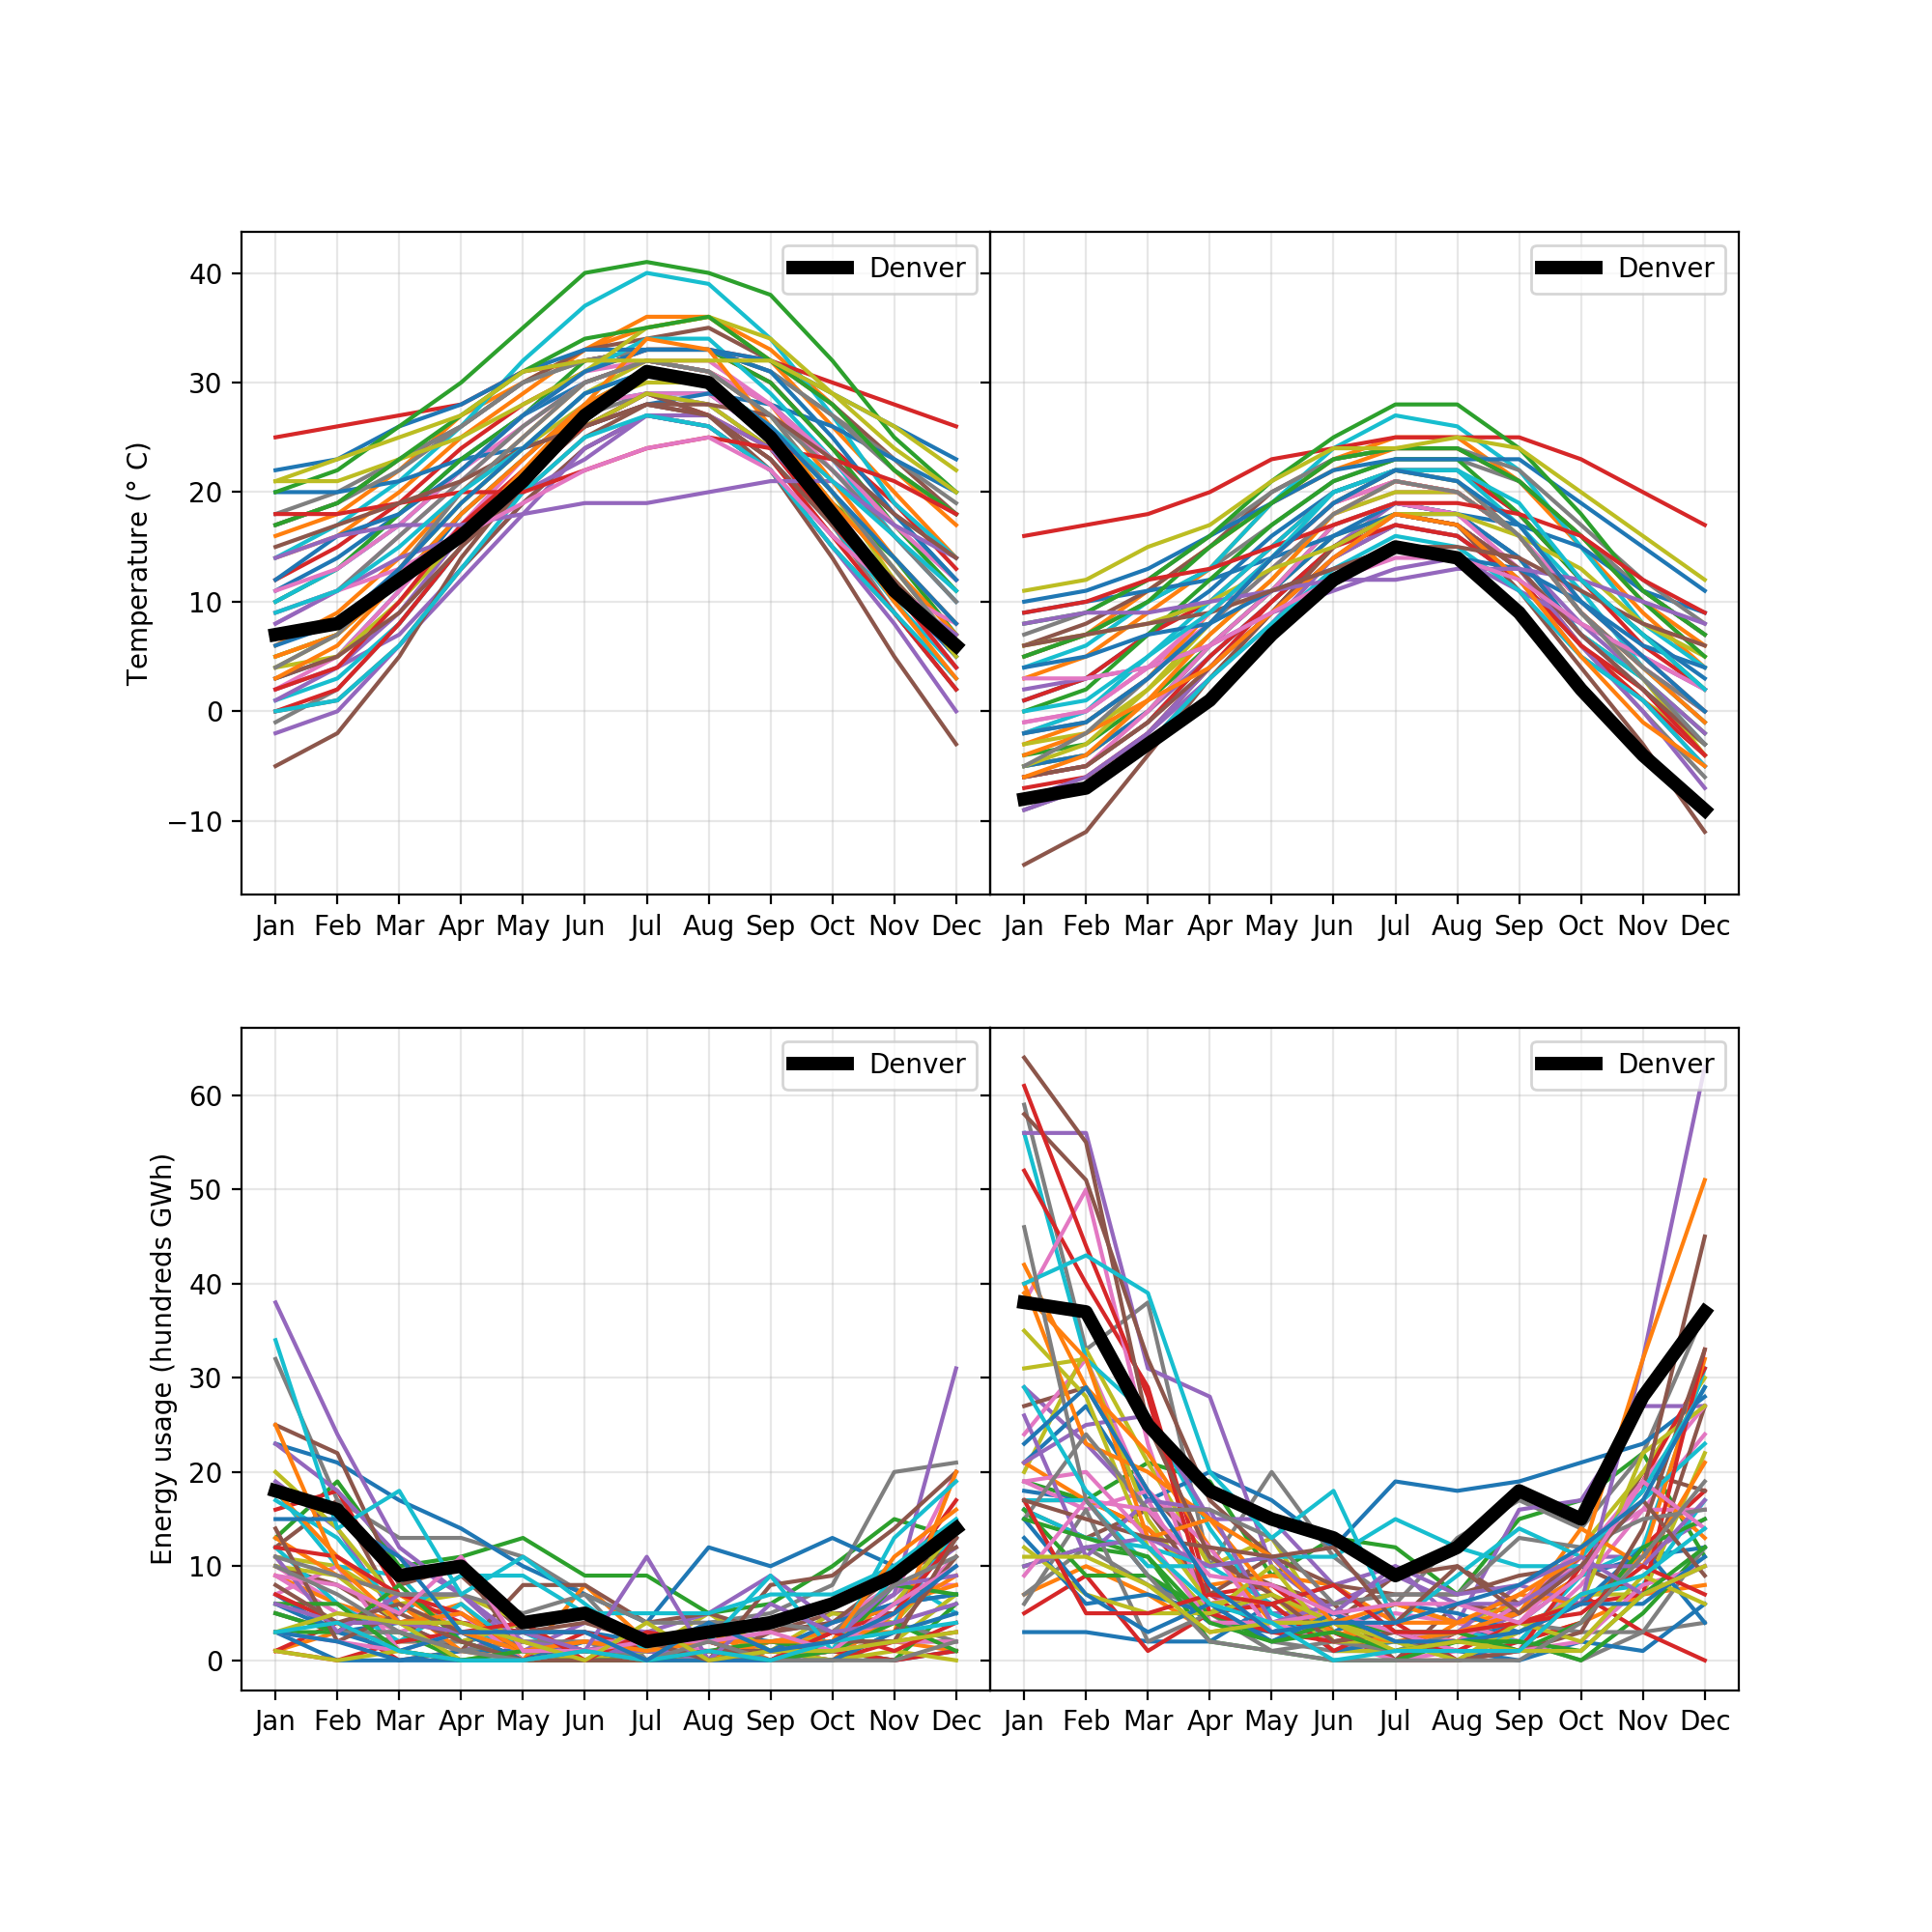 Denver
Denver
Temperature (° C)
40
30
20
10
0
−10
Jan Feb Mar Apr May Jun Jul Aug Sep Oct Nov Dec
Jan Feb Mar Apr May Jun Jul Aug Sep Oct Nov Dec
Denver
Denver
Energy usage (hundreds GWh)
60
50
40
30
20
10
0
Jan Feb Mar Apr May Jun Jul Aug Sep Oct Nov Dec
Jan Feb Mar Apr May Jun Jul Aug Sep Oct Nov Dec